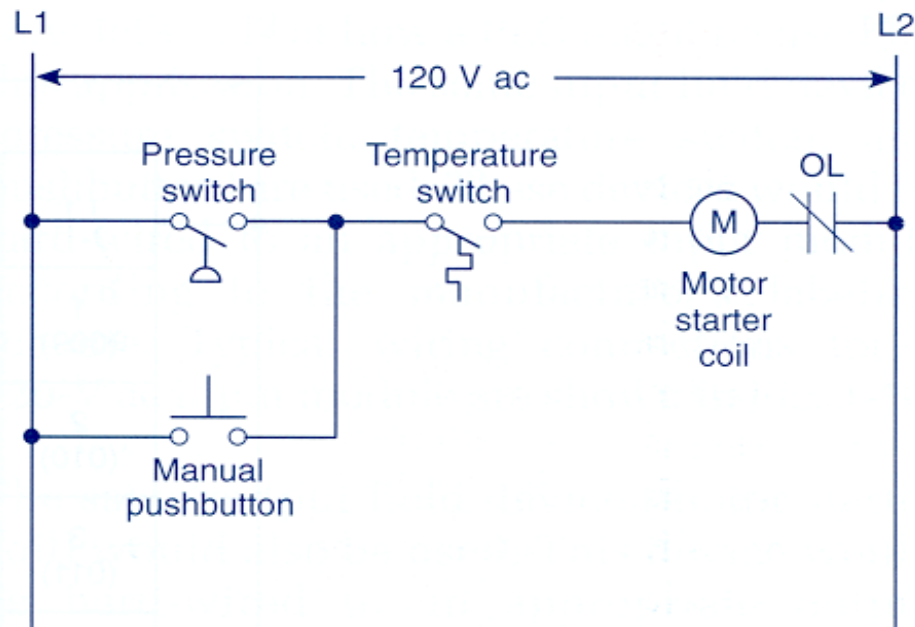 L1
L2
120 V ac
Pressure
switch
Temperature
switch
OL
M
Motor
starter
coil
Manual
pushbutton